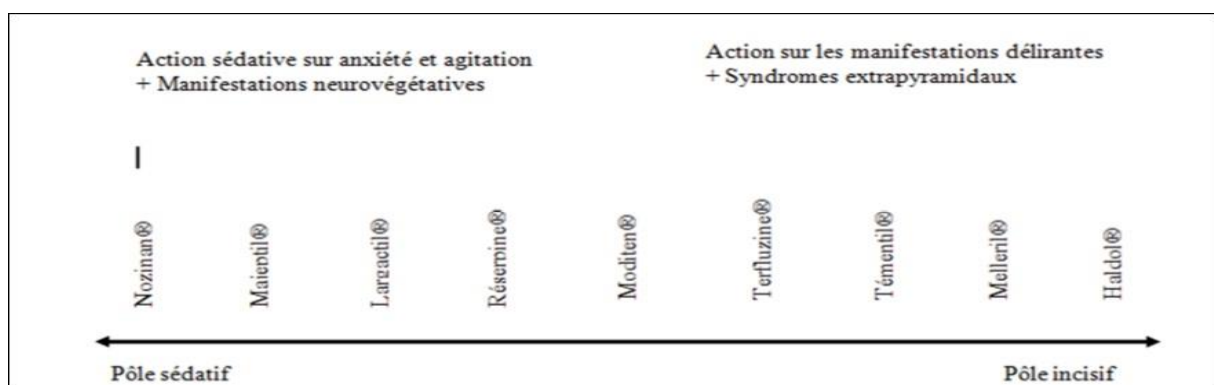 Action sédative sur anxiété et agitation
+ Manifestations neurovégétatives
Action sur les manifestations délirantes
+ Syndromes extrapyramidaux
Nozinan®
Majeptil®
Largactil®
Réserpine®
Moditen®
Terfluzine®
Témentil®
Melleril®
Haldol®
Pôle sédatif
Pôle incisif